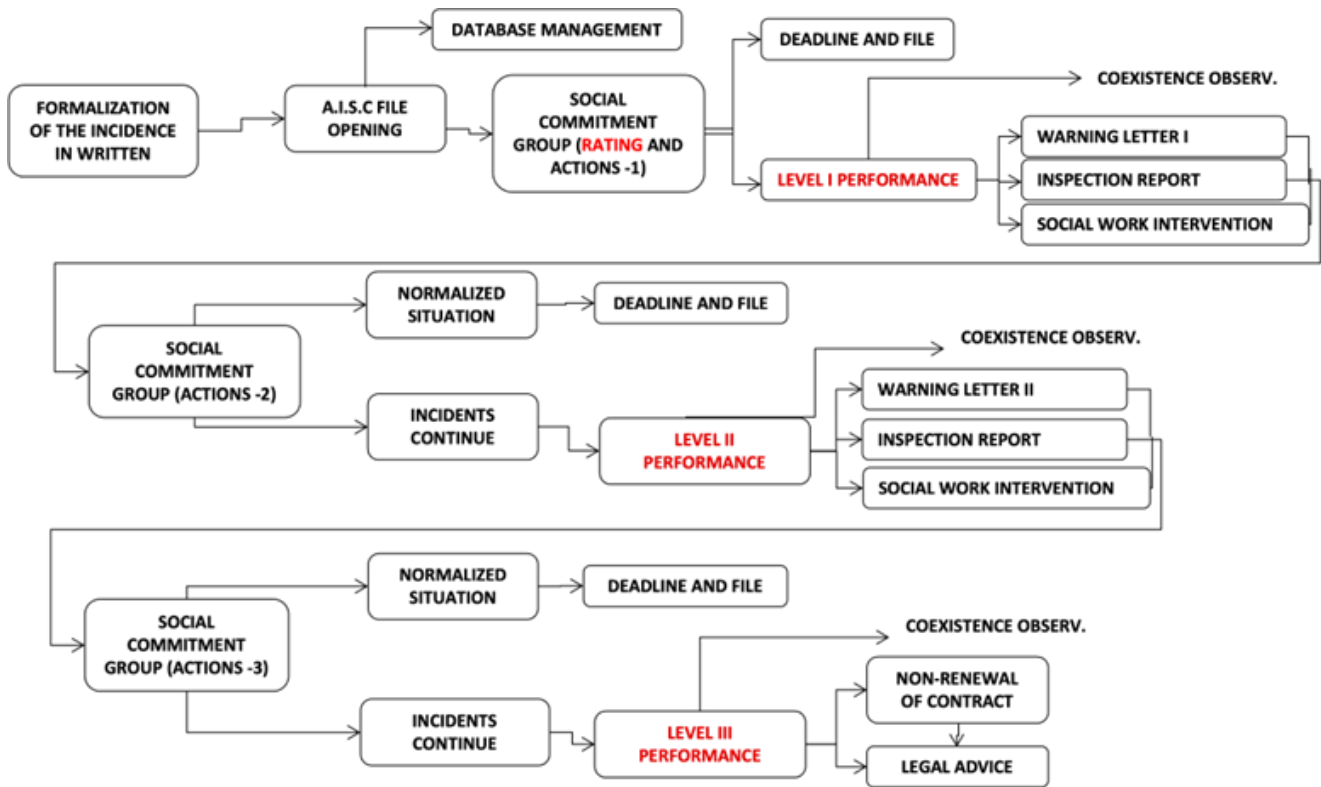 DATABASE MANAGEMENT
DEADLINE AND FILE
FORMALIZATION
OF THE INCIDENCE
IN WRITTEN
A.I.S.C FILE
OPENING
SOCIAL
COMMITMENT
GROUP (RATING AND
ACTIONS -1)
COEXISTENCE OBSERV.
LEVEL I PERFORMANCE
WARNING LETTER I
INSPECTION REPORT
SOCIAL WORK INTERVENTION
SOCIAL
COMMITMENT
GROUP (ACTIONS -2)
NORMALIZED
SITUATION
DEADLINE AND FILE
INCIDENTS
CONTINUE
LEVEL II
PERFORMANCE
COEXISTENCE OBSERV.
WARNING LETTER II
INSPECTION REPORT
SOCIAL WORK INTERVENTION
SOCIAL
COMMITMENT
GROUP (ACTIONS -3)
NORMALIZED
SITUATION
DEADLINE AND FILE
INCIDENTS
CONTINUE
LEVEL III
PERFORMANCE
COEXISTENCE OBSERV.
NON-RENEWAL
OF CONTRACT
LEGAL ADVICE